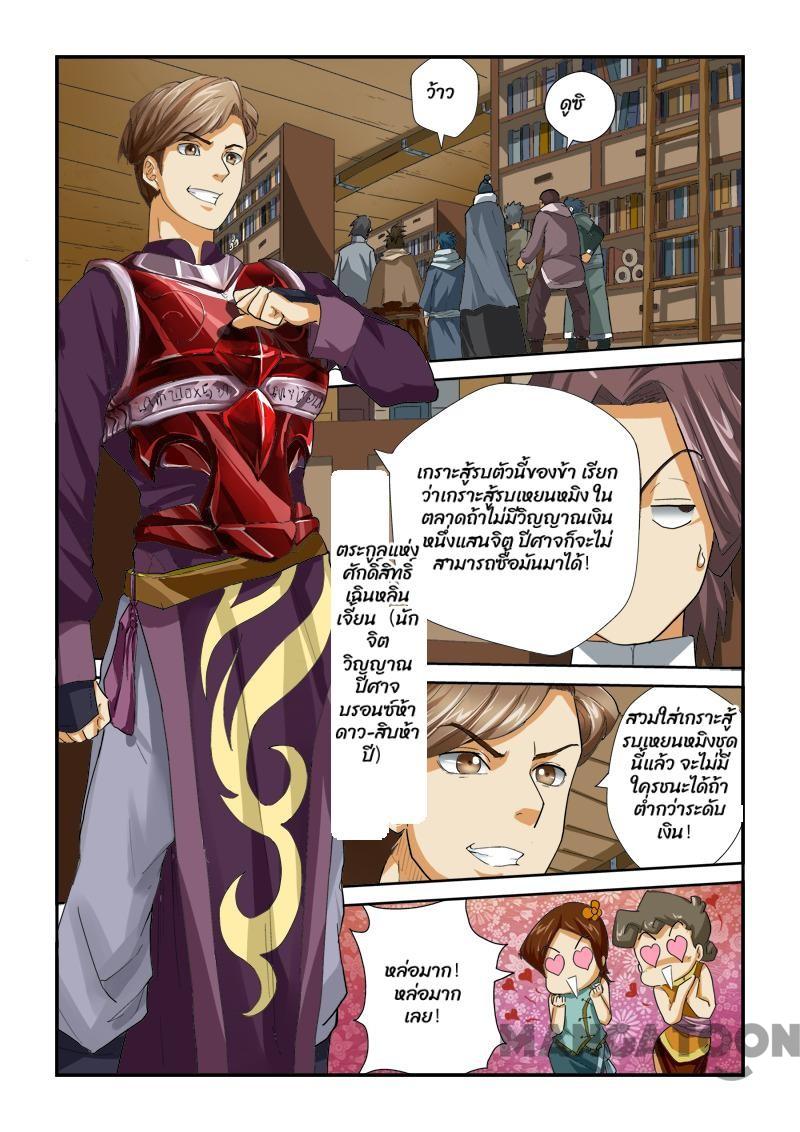 ว้าว
ดูซิ
เกราะสู้รบตัวนี้ของข้า เรียก
ว่าเกราะสู้รบเหยนหมิง ใน
ตลาดถ้าไม่มีวิญญาณเงิน
หนึ่งแสนจิต ปีศาจก็จะไม่
สามารถซื้อมันมาได้!
ตระกูลแห่ง
ศักดิ์สิทธิ์
เฉินหลิน
เจี้ยน (นัก
จิต
วิญญาณ
ปีศาจ
บรอนซ์ห้า
ดาว-สิบห้า
ปี)
สวมใส่เกราะสู้
รบเหยนหมิงชุด
นี้แล้ว จะไม่มี
ใครชนะได้ถ้า
ต่ำกว่าระดับ
เงิน!
หล่อมาก!
หล่อมาก
เลย!
MANGA TOON